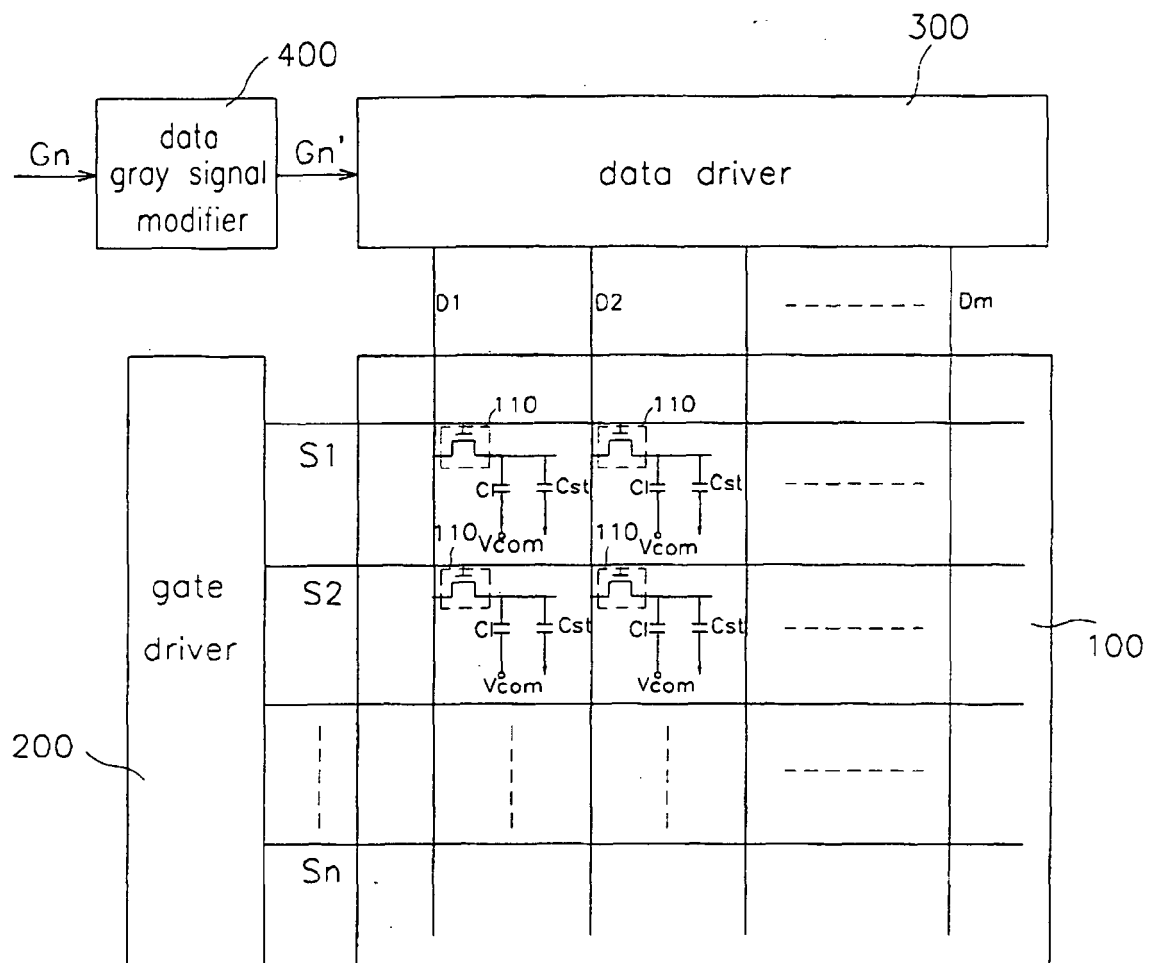 400
300
Gn
data
gray signal
modifier
Gn'
data driver
D1
D2
Dm
S1
110
110
Cl
Cst
Cl
Cst
Vcom
Vcom
gate
driver
S2
110
110
Cl
Cst
Cl
Cst
Vcom
Vcom
100
200
Sn